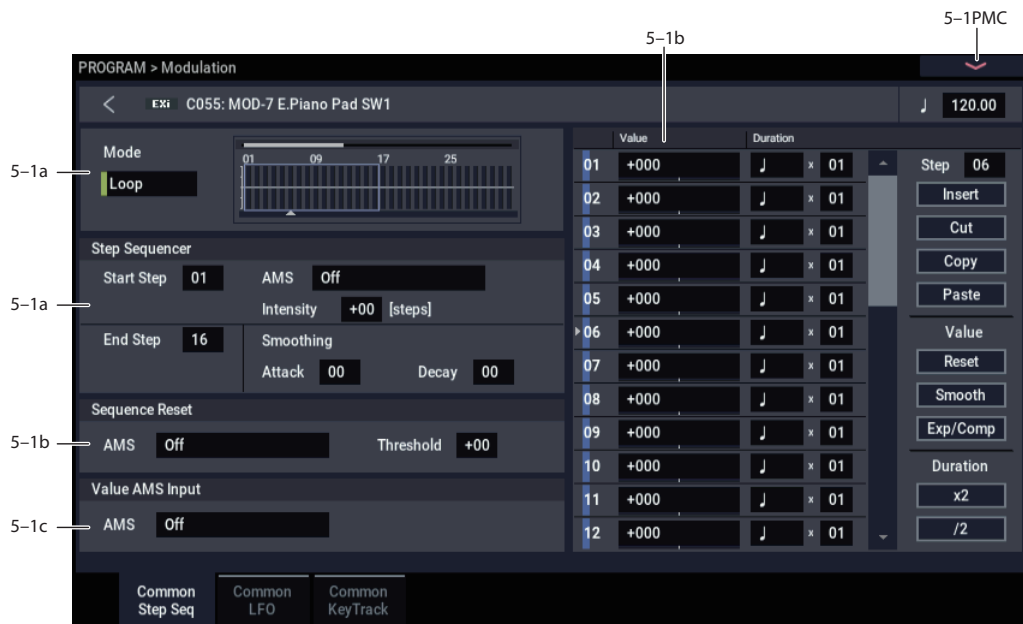 5–1PMC
5–1b
PROGRAM > Modulation
EXi C055: MOD-7 E.Piano Pad SW1
♩ 120.00
5–1a
Mode
Loop
01 09 17 25
Step Sequencer
5–1a
Start Step 01 AMS Off
Intensity +00 [steps]
End Step 16 Smoothing
Attack 00 Decay 00
Sequence Reset
5–1b
AMS Off Threshold +00
Value AMS Input
5–1c
AMS Off
Value Duration
01 +000 ♩ x 01
02 +000 ♩ x 01
03 +000 ♩ x 01
04 +000 ♩ x 01
05 +000 ♩ x 01
06 +000 ♩ x 01
07 +000 ♩ x 01
08 +000 ♩ x 01
09 +000 ♩ x 01
10 +000 ♩ x 01
11 +000 ♩ x 01
12 +000 ♩ x 01
Step 06
Insert
Cut
Copy
Paste
Value
Reset
Smooth
Exp/Comp
Duration
x2
/2
Common
Step Seq
Common
LFO
Common
KeyTrack